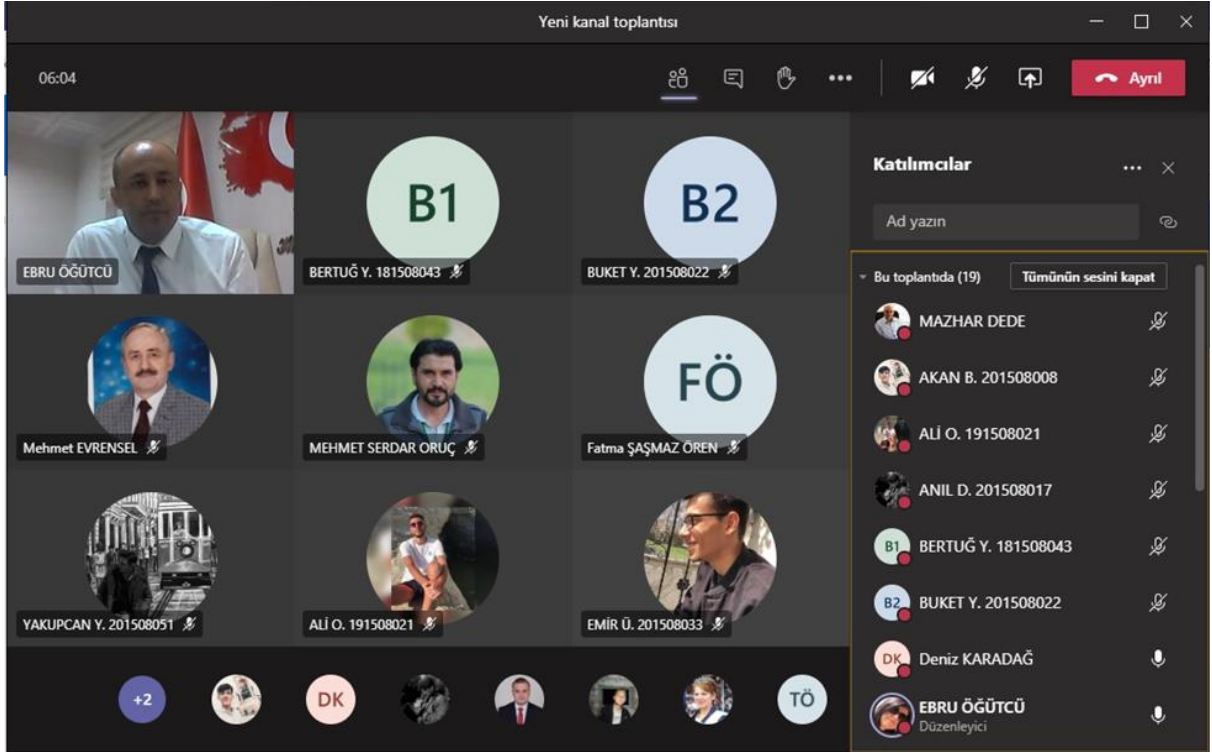 Yeni kanal toplantısı
06:04
Ayrıl
EBRU ÖĞÜTCÜ
B1
BERTUĞ Y. 181508043
B2
BUKET Y. 201508022
Mehmet EVRENSEL
MEHMET SERDAR ORUÇ
FÖ
Fatma ŞAŞMAZ ÖREN
YAKUPCAN Y. 201508051
ALİ O. 191508021
EMİR Ü. 201508033
+2
DK
TÖ
Katılımcılar
Ad yazın
Bu toplantıda (19)
Tümünün sesini kapat
MAZHAR DEDE
AKAN B. 201508008
ALİ O. 191508021
ANIL D. 201508017
B1 BERTUĞ Y. 181508043
B2 BUKET Y. 201508022
DK Deniz KARADAĞ
EBRU ÖĞÜTCÜ
Düzenleyici